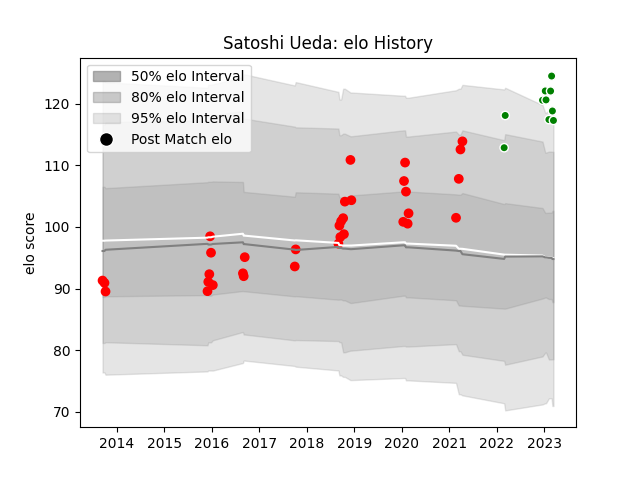 Satoshi Ueda: elo History
50% elo Interval
80% elo Interval
95% elo Interval
Post Match elo
elo score
120
110
100
90
80
70
2014 2015 2016 2017 2018 2019 2020 2021 2022 2023